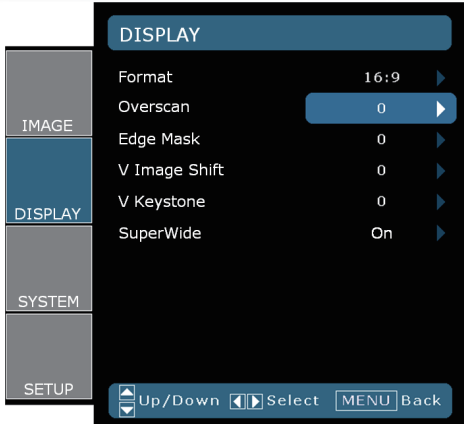 DISPLAY
Format 16:9
Overscan 0
Edge Mask 0
V Image Shift 0
V Keystone 0
SuperWide On
IMAGE
DISPLAY
SYSTEM
SETUP
Up/Down Select MENU Back